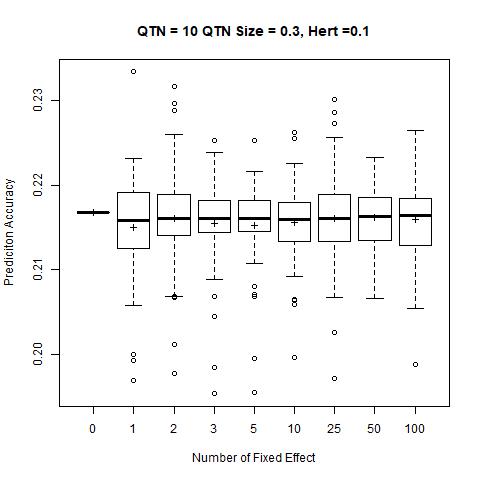 QTN = 10 QTN Size = 0.3, Hert =0.1
Prediciton Accuracy
0.23
0.22
0.21
0.20
0 1 2 3 5 10 25 50 100
Number of Fixed Effect